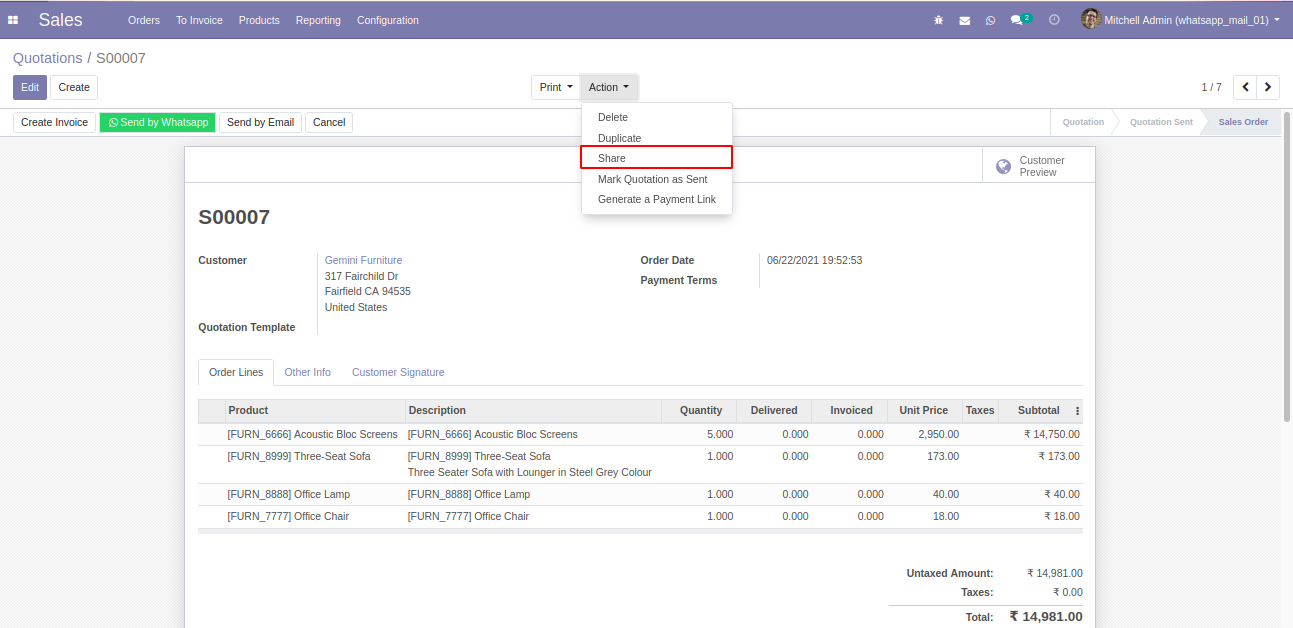 Sales Orders To Invoice Products Reporting Configuration 2 Mitchell Admin (whatsapp_mail_01)
Quotations / S00007
Edit Create Print Action 1 / 7
Create Invoice Send by Whatsapp Send by Email Cancel Quotation Quotation Sent Sales Order
Delete
Duplicate
Share
Mark Quotation as Sent
Generate a Payment Link
Customer
Preview
S00007
Customer Gemini Furniture Order Date 06/22/2021 19:52:53
317 Fairchild Dr Payment Terms
Fairfield CA 94535
United States
Quotation Template
Order Lines Other Info Customer Signature
Product Description Quantity Delivered Invoiced Unit Price Taxes Subtotal
[FURN_6666] Acoustic Bloc Screens [FURN_6666] Acoustic Bloc Screens 5.000 0.000 0.000 2,950.00 ₹ 14,750.00
[FURN_8999] Three-Seat Sofa [FURN_8999] Three-Seat Sofa 1.000 0.000 0.000 173.00 ₹ 173.00
Three Seater Sofa with Lounger in Steel Grey Colour
[FURN_8888] Office Lamp [FURN_8888] Office Lamp 1.000 0.000 0.000 40.00 ₹ 40.00
[FURN_7777] Office Chair [FURN_7777] Office Chair 1.000 0.000 0.000 18.00 ₹ 18.00
Untaxed Amount: ₹ 14,981.00
Taxes: ₹ 0.00
Total: ₹ 14,981.00